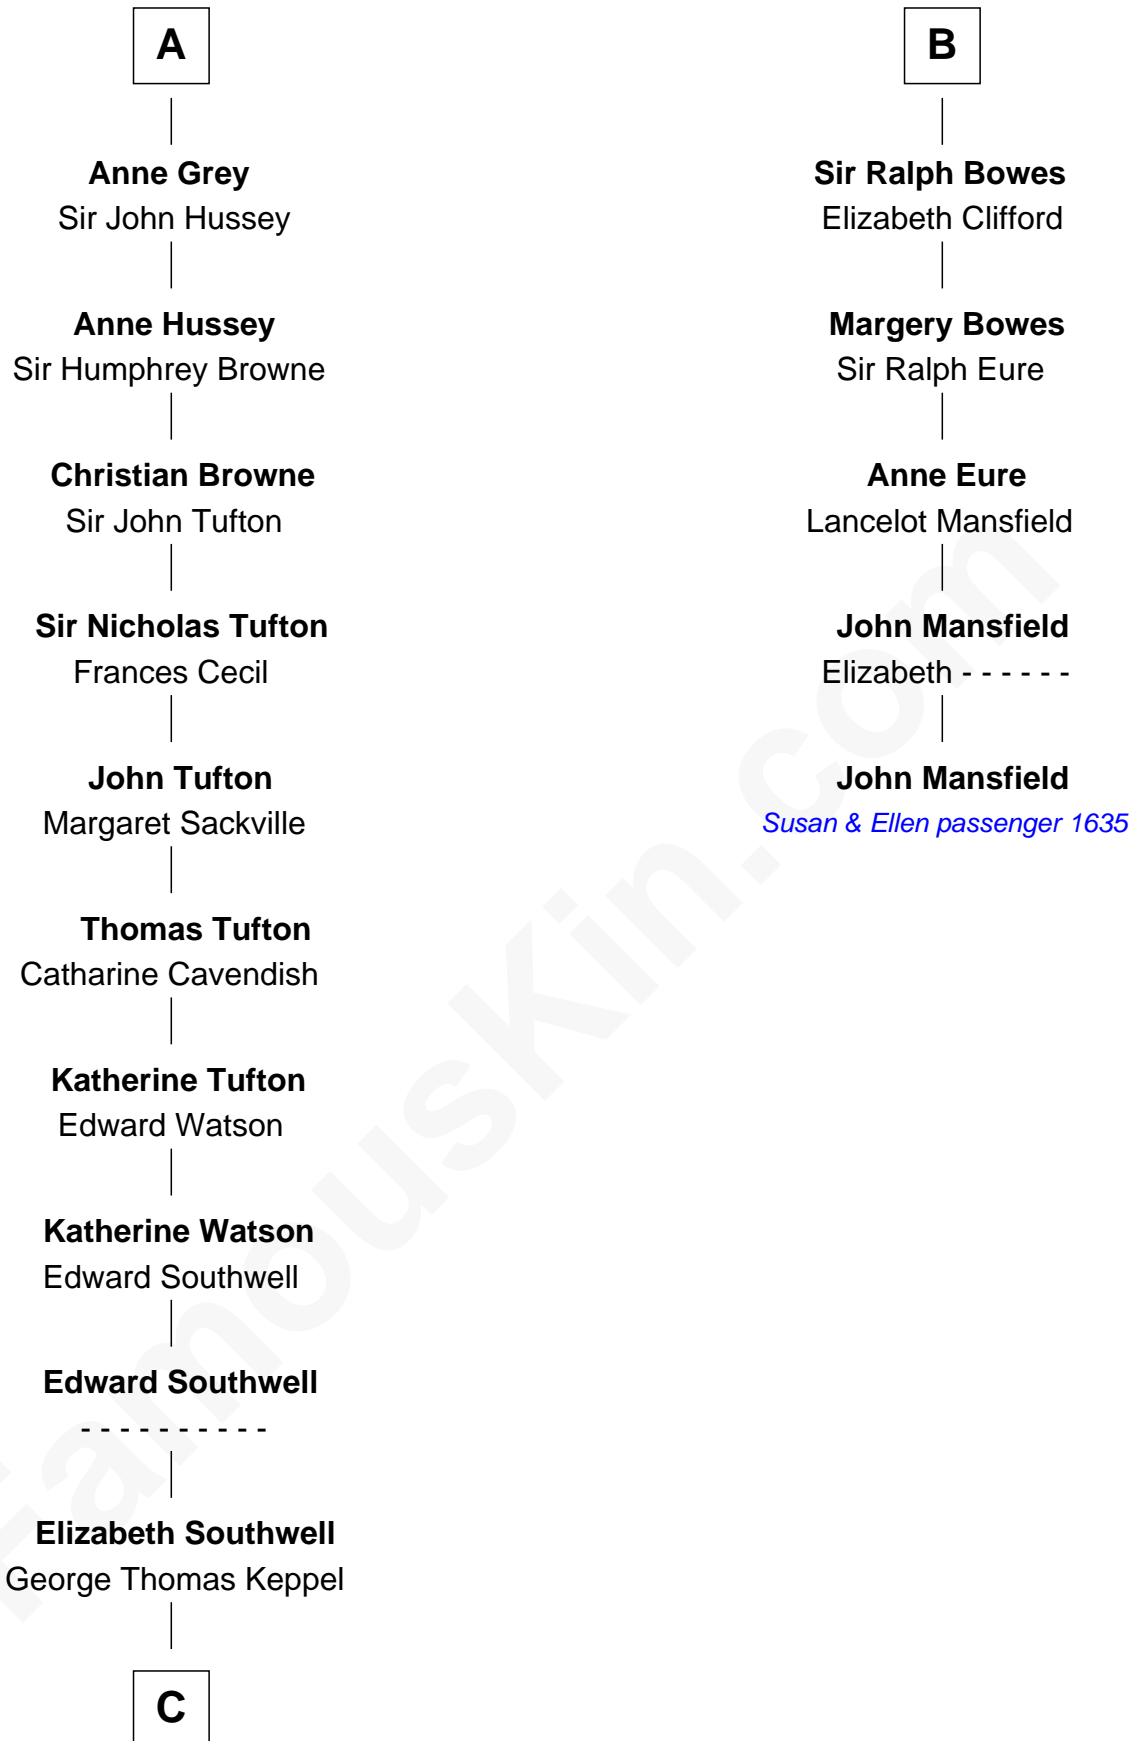 A
Anne Grey
Sir John Hussey
Anne Hussey
Sir Humphrey Browne
Christian Browne
Sir John Tufton
Sir Nicholas Tufton
Frances Cecil
John Tufton
Margaret Sackville
Thomas Tufton
Catharine Cavendish
Katherine Tufton
Edward Watson
Katherine Watson
Edward Southwell
Edward Southwell
- - - - - - - - - -
Elizabeth Southwell
George Thomas Keppel
C
B
Sir Ralph Bowes
Elizabeth Clifford
Margery Bowes
Sir Ralph Eure
Anne Eure
Lancelot Mansfield
John Mansfield
Elizabeth - - - - - -
John Mansfield
Susan & Ellen passenger 1635
FamousKin.com